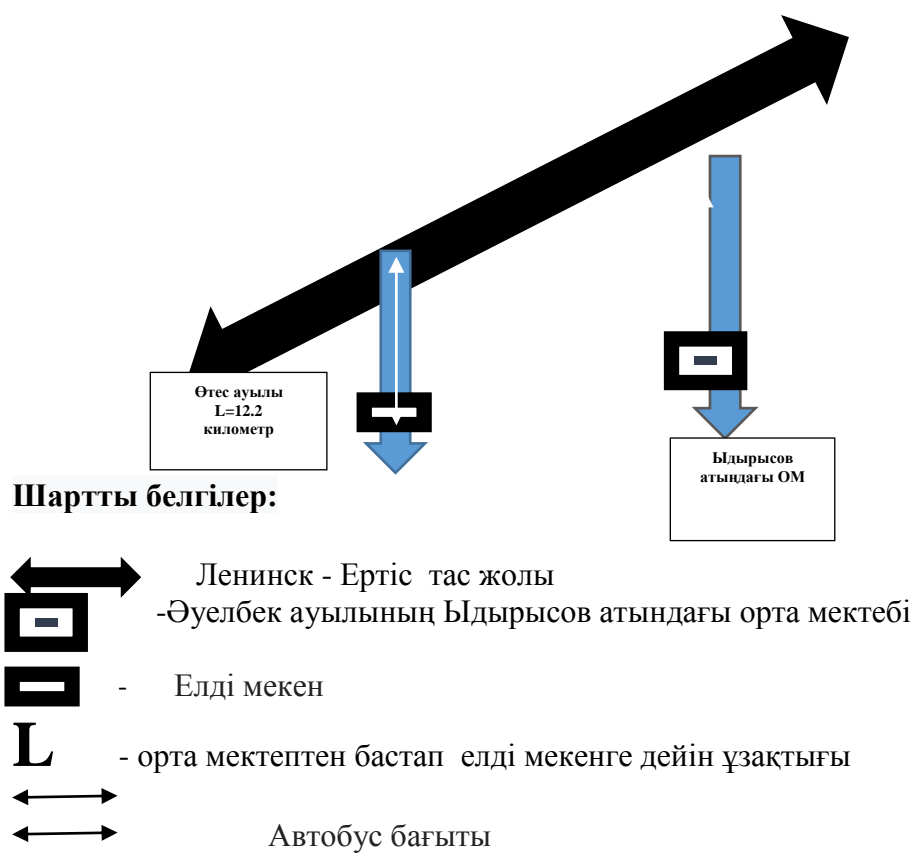 Өтес ауылы
L=12.2
километр
Ыдырысов
атындағы ОМ
Шартты белгілер:
Ленинск - Ертіс тас жолы
-Әуелбек ауылының Ыдырысов атындағы орта мектебі
- Елді мекен
L - орта мектептен бастап елді мекенге дейін ұзақтығы
Автобус бағыты